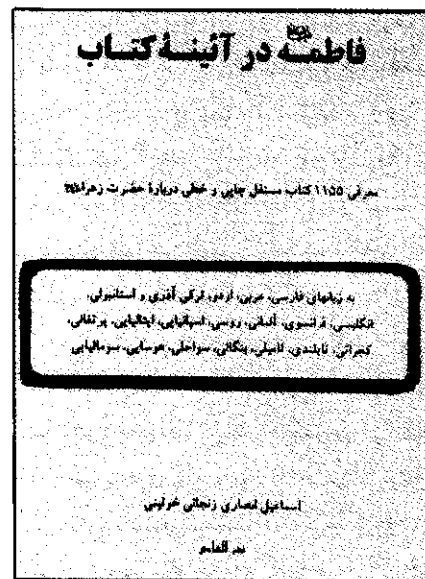 فاطمه در آئینهٔ کتاب
معرفی ۱۱۵۵ کتاب مستقل چاپی و خطی دربارهٔ حضرت زهرا
به زبانهای فارسی، عربی، اردو، ترکی آذری و استانبولی،
انگلیسی، فرانسوی، آلمانی، روسی، اسپانیایی، ایتالیایی، پرتغالی،
گجراتی، تایلندی، تامیلی، بنگالی، سواحلی، هوسایی، سومالیایی
اسماعیل انصاری زنجانی خوئینی